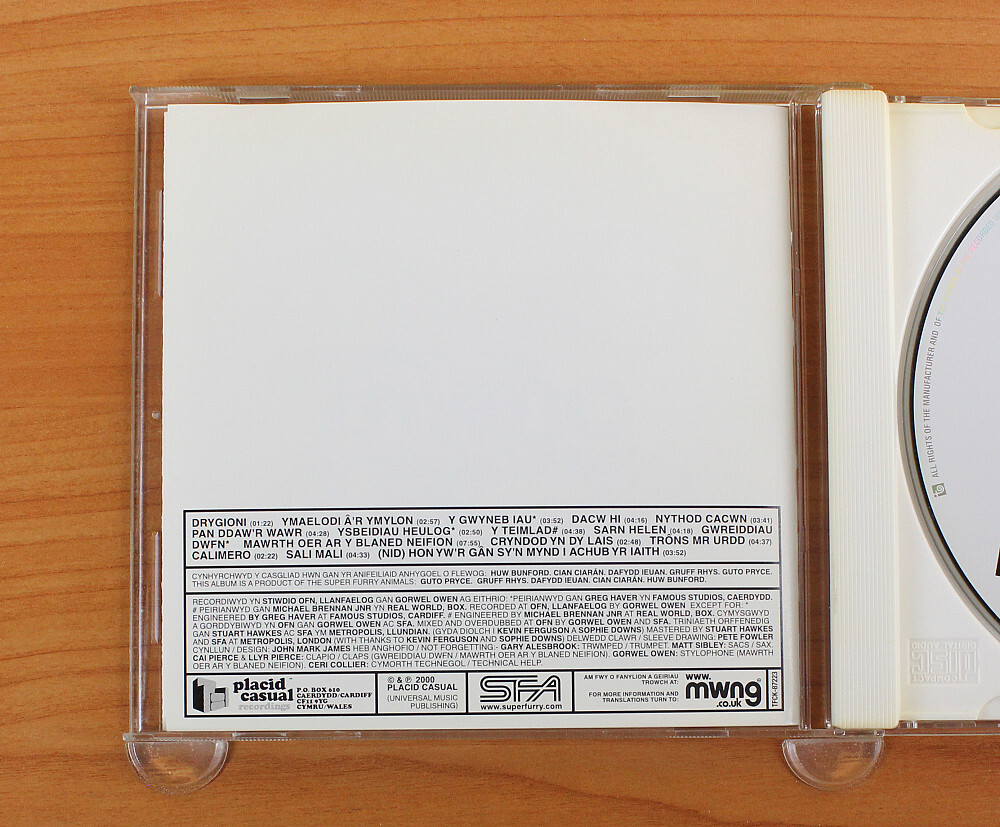 DRYGIONI (01:22) YMAELODI Â'R YMYLON (02:57) Y GWYNEB IAU* (03:52) DACW HI (04:16) NYTHOD CACWN (03:41)
PAN DDAW'R WAWR (04:28) YSBEIDIAU HEULOG* (02:50) Y TEIMLAD# (04:38) SARN HELEN (04:18) GWREIDDIAU
DWFN* MAWRTH OER AR Y BLANED NEIFION (07:55) CRYNDOD YN DY LAIS (02:48) TRÔNS MR URDD (04:37)
CALIMERO (02:22) SALI MALI (04:33) (NID) HON YW'R GÂN SY'N MYND I ACHUB YR IAITH (03:52)
CYNHYRCHWYD Y CASGLIAD HWN GAN YR ANIFEILIAID ANHYGOEL O FLEWOG: HUW BUNFORD. CIAN CIARÁN. DAFYDD IEUAN. GRUFF RHYS. GUTO PRYCE.
THIS ALBUM IS A PRODUCT OF THE SUPER FURRY ANIMALS: GUTO PRYCE. GRUFF RHYS. DAFYDD IEUAN. CIAN CIARÁN. HUW BUNFORD.
RECORDIWYD YN STIWDIO OFN, LLANFAELOG GAN GORWEL OWEN AG EITHRIO: *PEIRIANWYD GAN GREG HAVER YN FAMOUS STUDIOS, CAERDYDD.
# PEIRIANWYD GAN MICHAEL BRENNAN JNR YN REAL WORLD, BOX. RECORDED AT OFN, LLANFAELOG BY GORWEL OWEN EXCEPT FOR: *
ENGINEERED BY GREG HAVER AT FAMOUS STUDIOS, CARDIFF. # ENGINEERED BY MICHAEL BRENNAN JNR AT REAL WORLD, BOX. CYMYSGWYD
A GORDDYBIWYD YN OFN GAN GORWEL OWEN AC SFA. MIXED AND OVERDUBBED AT OFN BY GORWEL OWEN AND SFA. TRINIAETH ORFFENEDIG
GAN STUART HAWKES AC SFA YM METROPOLIS, LLUNDIAN. (GYDA DIOLCH I KEVIN FERGUSON A SOPHIE DOWNS) MASTERED BY STUART HAWKES
AND SFA AT METROPOLIS, LONDON (WITH THANKS TO KEVIN FERGUSON AND SOPHIE DOWNS) DELWEDD CLAWR / SLEEVE DRAWING: PETE FOWLER
CYNLLUN / DESIGN: JOHN MARK JAMES HEB ANGHOFIO / NOT FORGETTING:- GARY ALESBROOK: TRWMPED / TRUMPET. MATT SIBLEY: SACS / SAX.
CAI PIERCE & LLYR PIERCE: CLAPIO / CLAPS (GWREIDDIAU DWFN / MAWRTH OER AR Y BLANED NEIFION). GORWEL OWEN: STYLOPHONE (MAWRTH
OER AR Y BLANED NEIFION). CERI COLLIER: CYMORTH TECHNEGOL / TECHNICAL HELP.
placid
casual
recordings
P.O. BOX 610
CAERDYDD/CARDIFF
CF11 9YG
CYMRU/WALES
© & ℗ 2000
PLACID CASUAL
(UNIVERSAL MUSIC
PUBLISHING)
SFA
www.superfurry.com
AM FWY O FANYLION A GEIRIAU
TROWCH AT:
FOR MORE INFORMATION AND
TRANSLATIONS TURN TO:
www.
mwng
.co.uk
TFCK-87223
ALL RIGHTS OF THE MANUFACTURER AND OF T